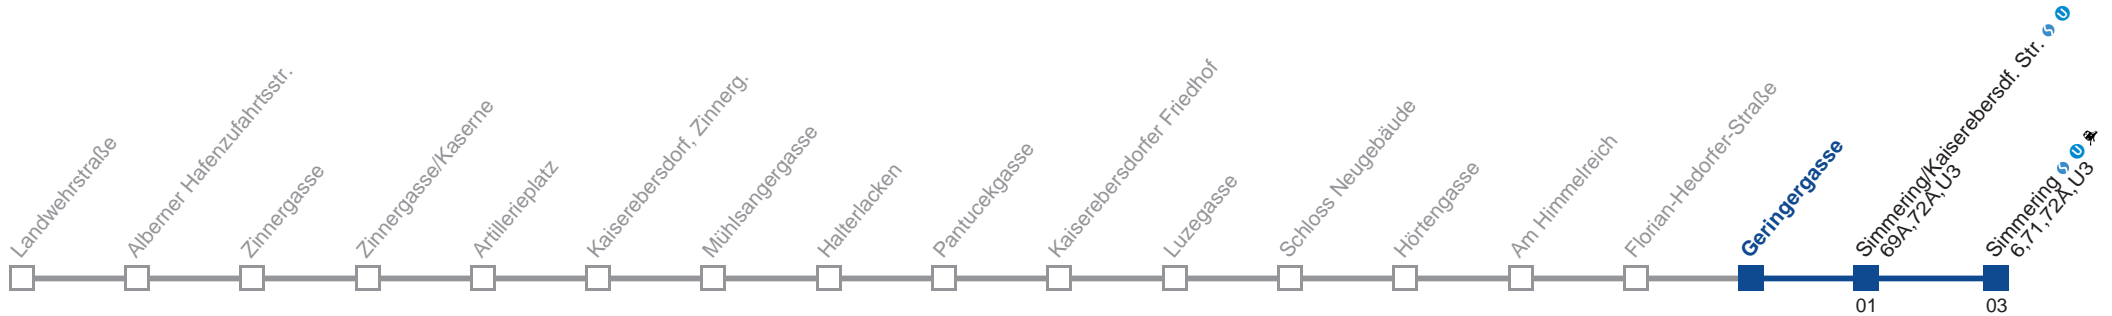 Landwehrstraße
Alberner Hafenzufahrtsstr.
Zinnergasse
Zinnergasse/Kaserne
Artillerieplatz
Kaiserebersdorf, Zinnerg.
Mühlsangergasse
Halterlacken
Pantucekgasse
Kaiserebersdorfer Friedhof
Luzegasse
Schloss Neugebäude
Hörtengasse
Am Himmelreich
Florian-Hedorfer-Straße
Geringergasse
Simmering/Kaiserebersdf. Str. S U
69A,72A,U3
01
Simmering S U
6,71,72A,U3
03